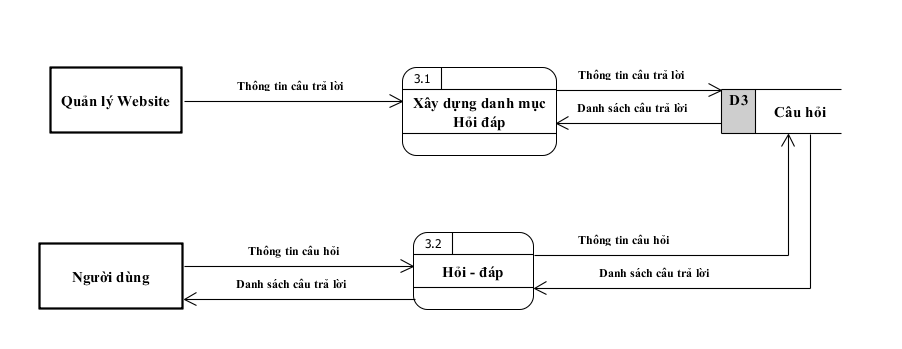 3.1
Thông tin câu trả lời
Thông tin câu trả lời
Quản lý Website
Xây dựng danh mục
Hỏi đáp
Danh sách câu trả lời
D3
Câu hỏi
3.2
Thông tin câu hỏi
Thông tin câu hỏi
Người dùng
Hỏi - đáp
Danh sách câu trả lời
Danh sách câu trả lời